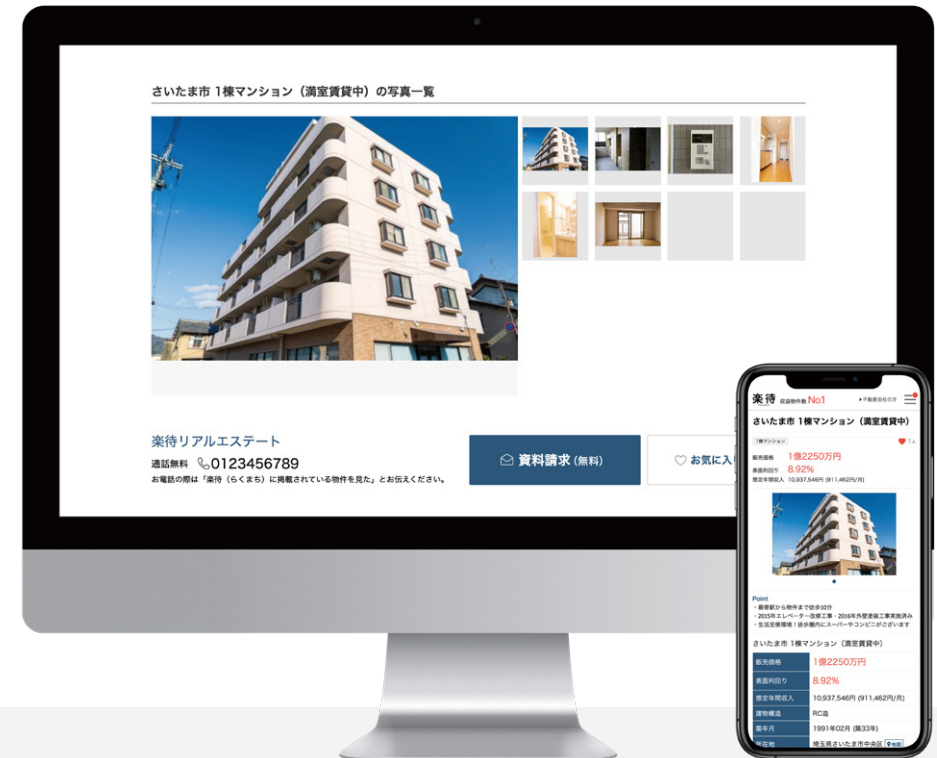 さいたま市 1棟マンション（満室賃貸中）の写真一覧
楽待リアルエステート
通話無料 0123456789
お電話の際は「楽待（らくまち）に掲載されている物件を見た」とお伝えください。
資料請求（無料）
お気に入
楽待 収益物件数 No1
不動産会社の方
さいたま市 1棟マンション（満室賃貸中）
1棟マンション
1人
販売価格 1億2250万円
表面利回り 8.92%
想定年間収入 10,937,546円 (911,462円/月)
Point
・最寄駅から物件まで徒歩10分
・2015年エレベーター改修工事・2016年外壁塗装工事実施済み
・生活至便環境！徒歩圏内にスーパーやコンビニがございます
さいたま市 1棟マンション（満室賃貸中）
販売価格 1億2250万円
表面利回り 8.92%
想定年間収入 10,937,546円 (911,462円/月)
建物構造 RC造
築年月 1991年02月 (築33年)
所在地 埼玉県さいたま市中央区 地図